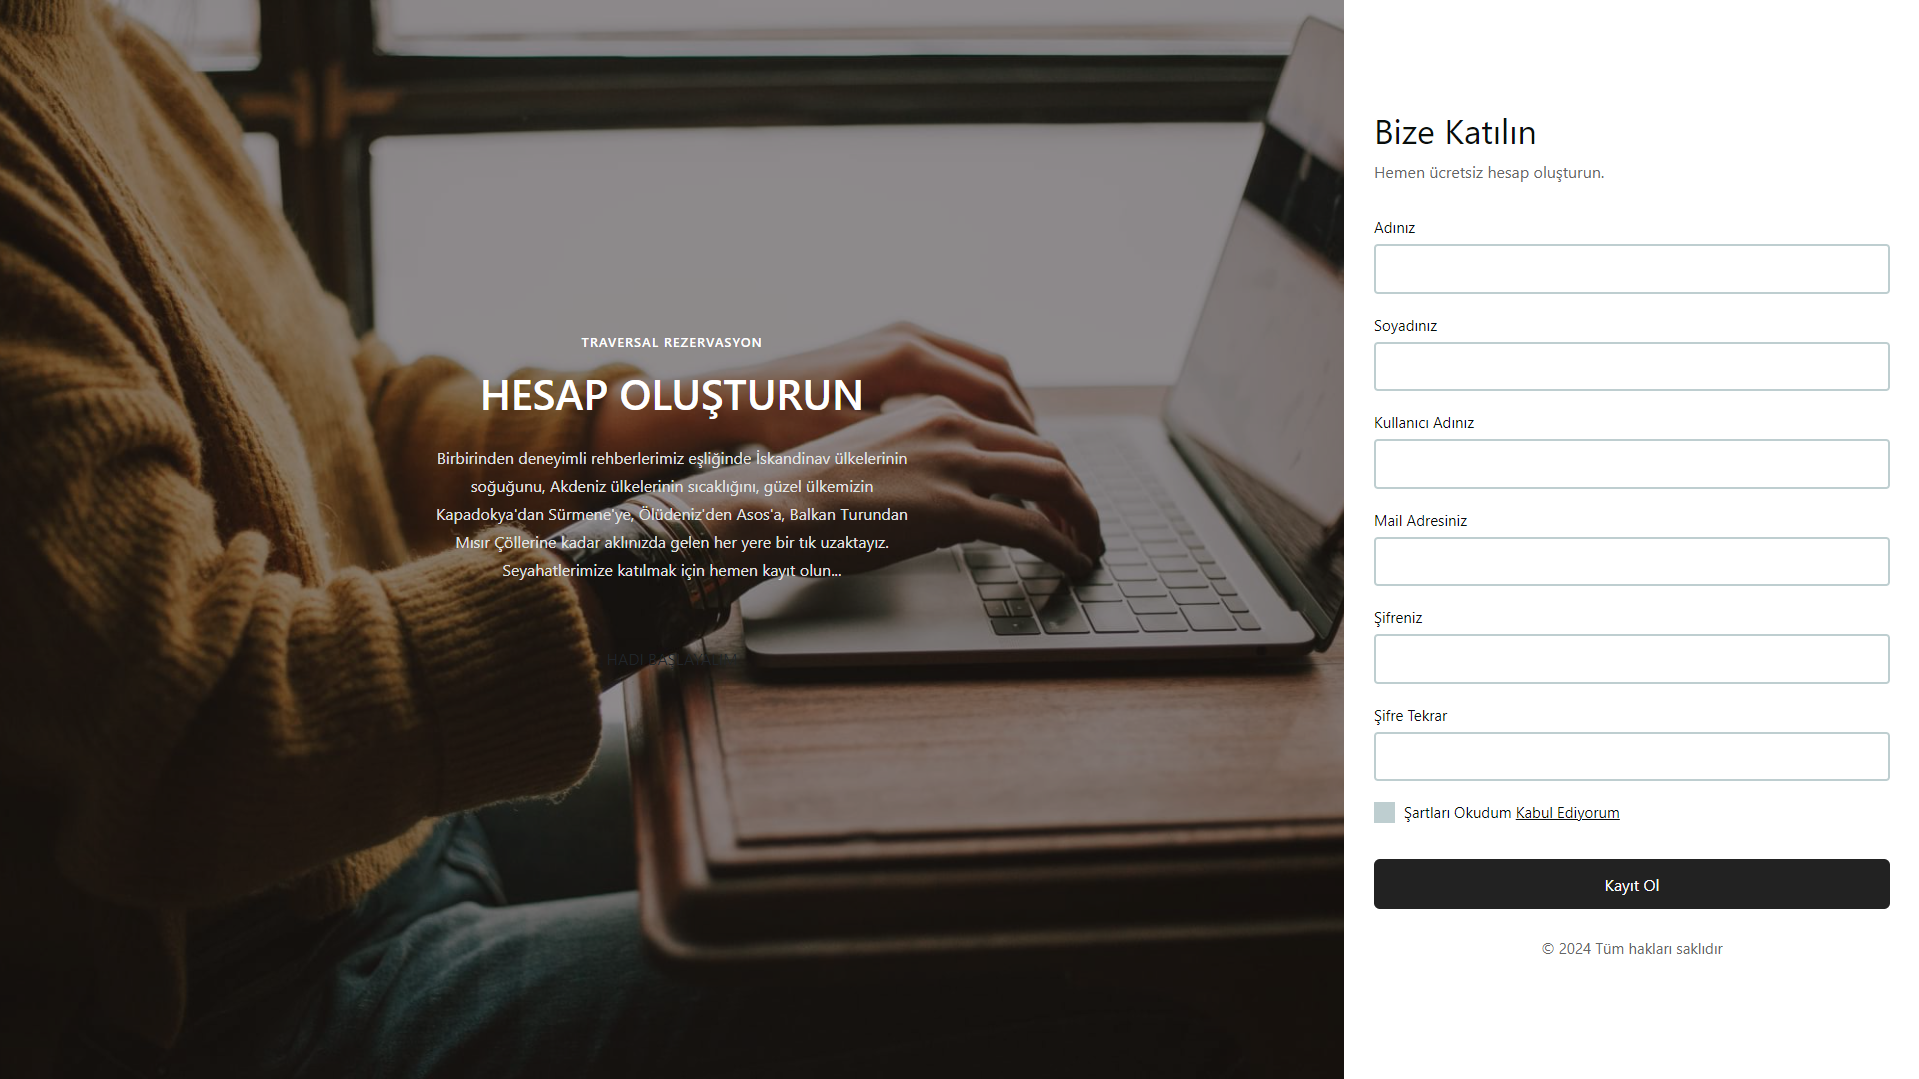 TRAVERSAL REZERVASYON
HESAP OLUŞTURUN
Birbirinden deneyimli rehberlerimiz eşliğinde İskandinav ülkelerinin
soğuğunu, Akdeniz ülkelerinin sıcaklığını, güzel ülkemizin
Kapadokya'dan Sürmene'ye, Ölüdeniz'den Asos'a, Balkan Turundan
Mısır Çöllerine kadar aklınızda gelen her yere bir tık uzaktayız.
Seyahatlerimize katılmak için hemen kayıt olun...
Bize Katılın
Hemen ücretsiz hesap oluşturun.
Adınız
Soyadınız
Kullanıcı Adınız
Mail Adresiniz
Şifreniz
Şifre Tekrar
Şartları Okudum Kabul Ediyorum
Kayıt Ol
© 2024 Tüm hakları saklıdır